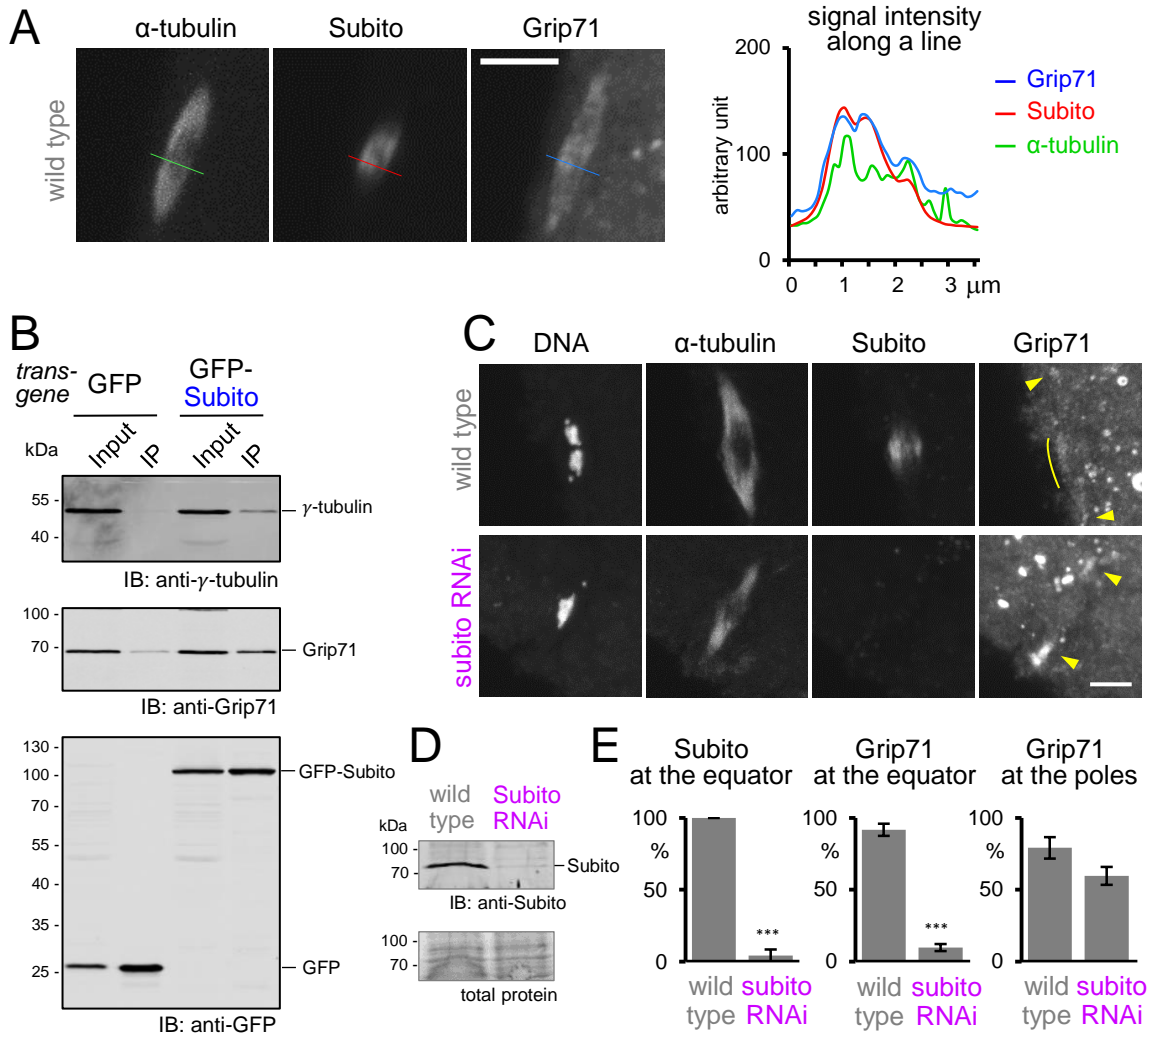 A
α-tubulin
Subito
Grip71
wild type
signal intensity
along a line
arbitrary unit
200
100
0
0 1 2 3 μm
Grip71
Subito
α-tubulin
B
trans-
gene
GFP
GFP-
Subito
kDa
Input
IP
Input
IP
55 -
40 -
γ-tubulin
IB: anti-γ-tubulin
100 -
70 -
Grip71
IB: anti-Grip71
130 -
100 -
70 -
55 -
40 -
35 -
25 -
GFP-Subito
GFP
IB: anti-GFP
C
DNA
α-tubulin
Subito
Grip71
wild type
subito RNAi
D
wild
type
Subito
RNAi
kDa
100 -
70 -
Subito
IB: anti-Subito
100 -
70 -
total protein
E
Subito
at the equator
100
%
50
0
***
wild
type
subito
RNAi
Grip71
at the equator
100
%
50
0
***
wild
type
subito
RNAi
Grip71
at the poles
100
%
50
0
wild
type
subito
RNAi